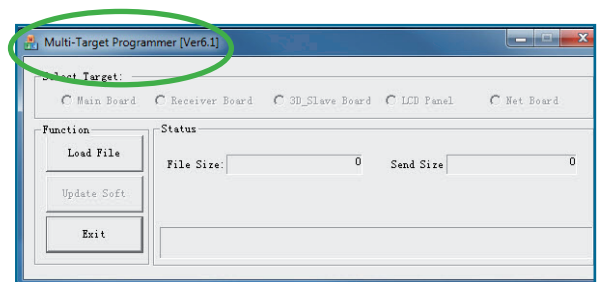 Multi-Target Programmer [Ver6.1]
Select Target:
Main Board Receiver Board 3D_Slave Board LCD Panel Net Board
Function
Status
Load File
File Size: 0 Send Size 0
Update Soft
Exit